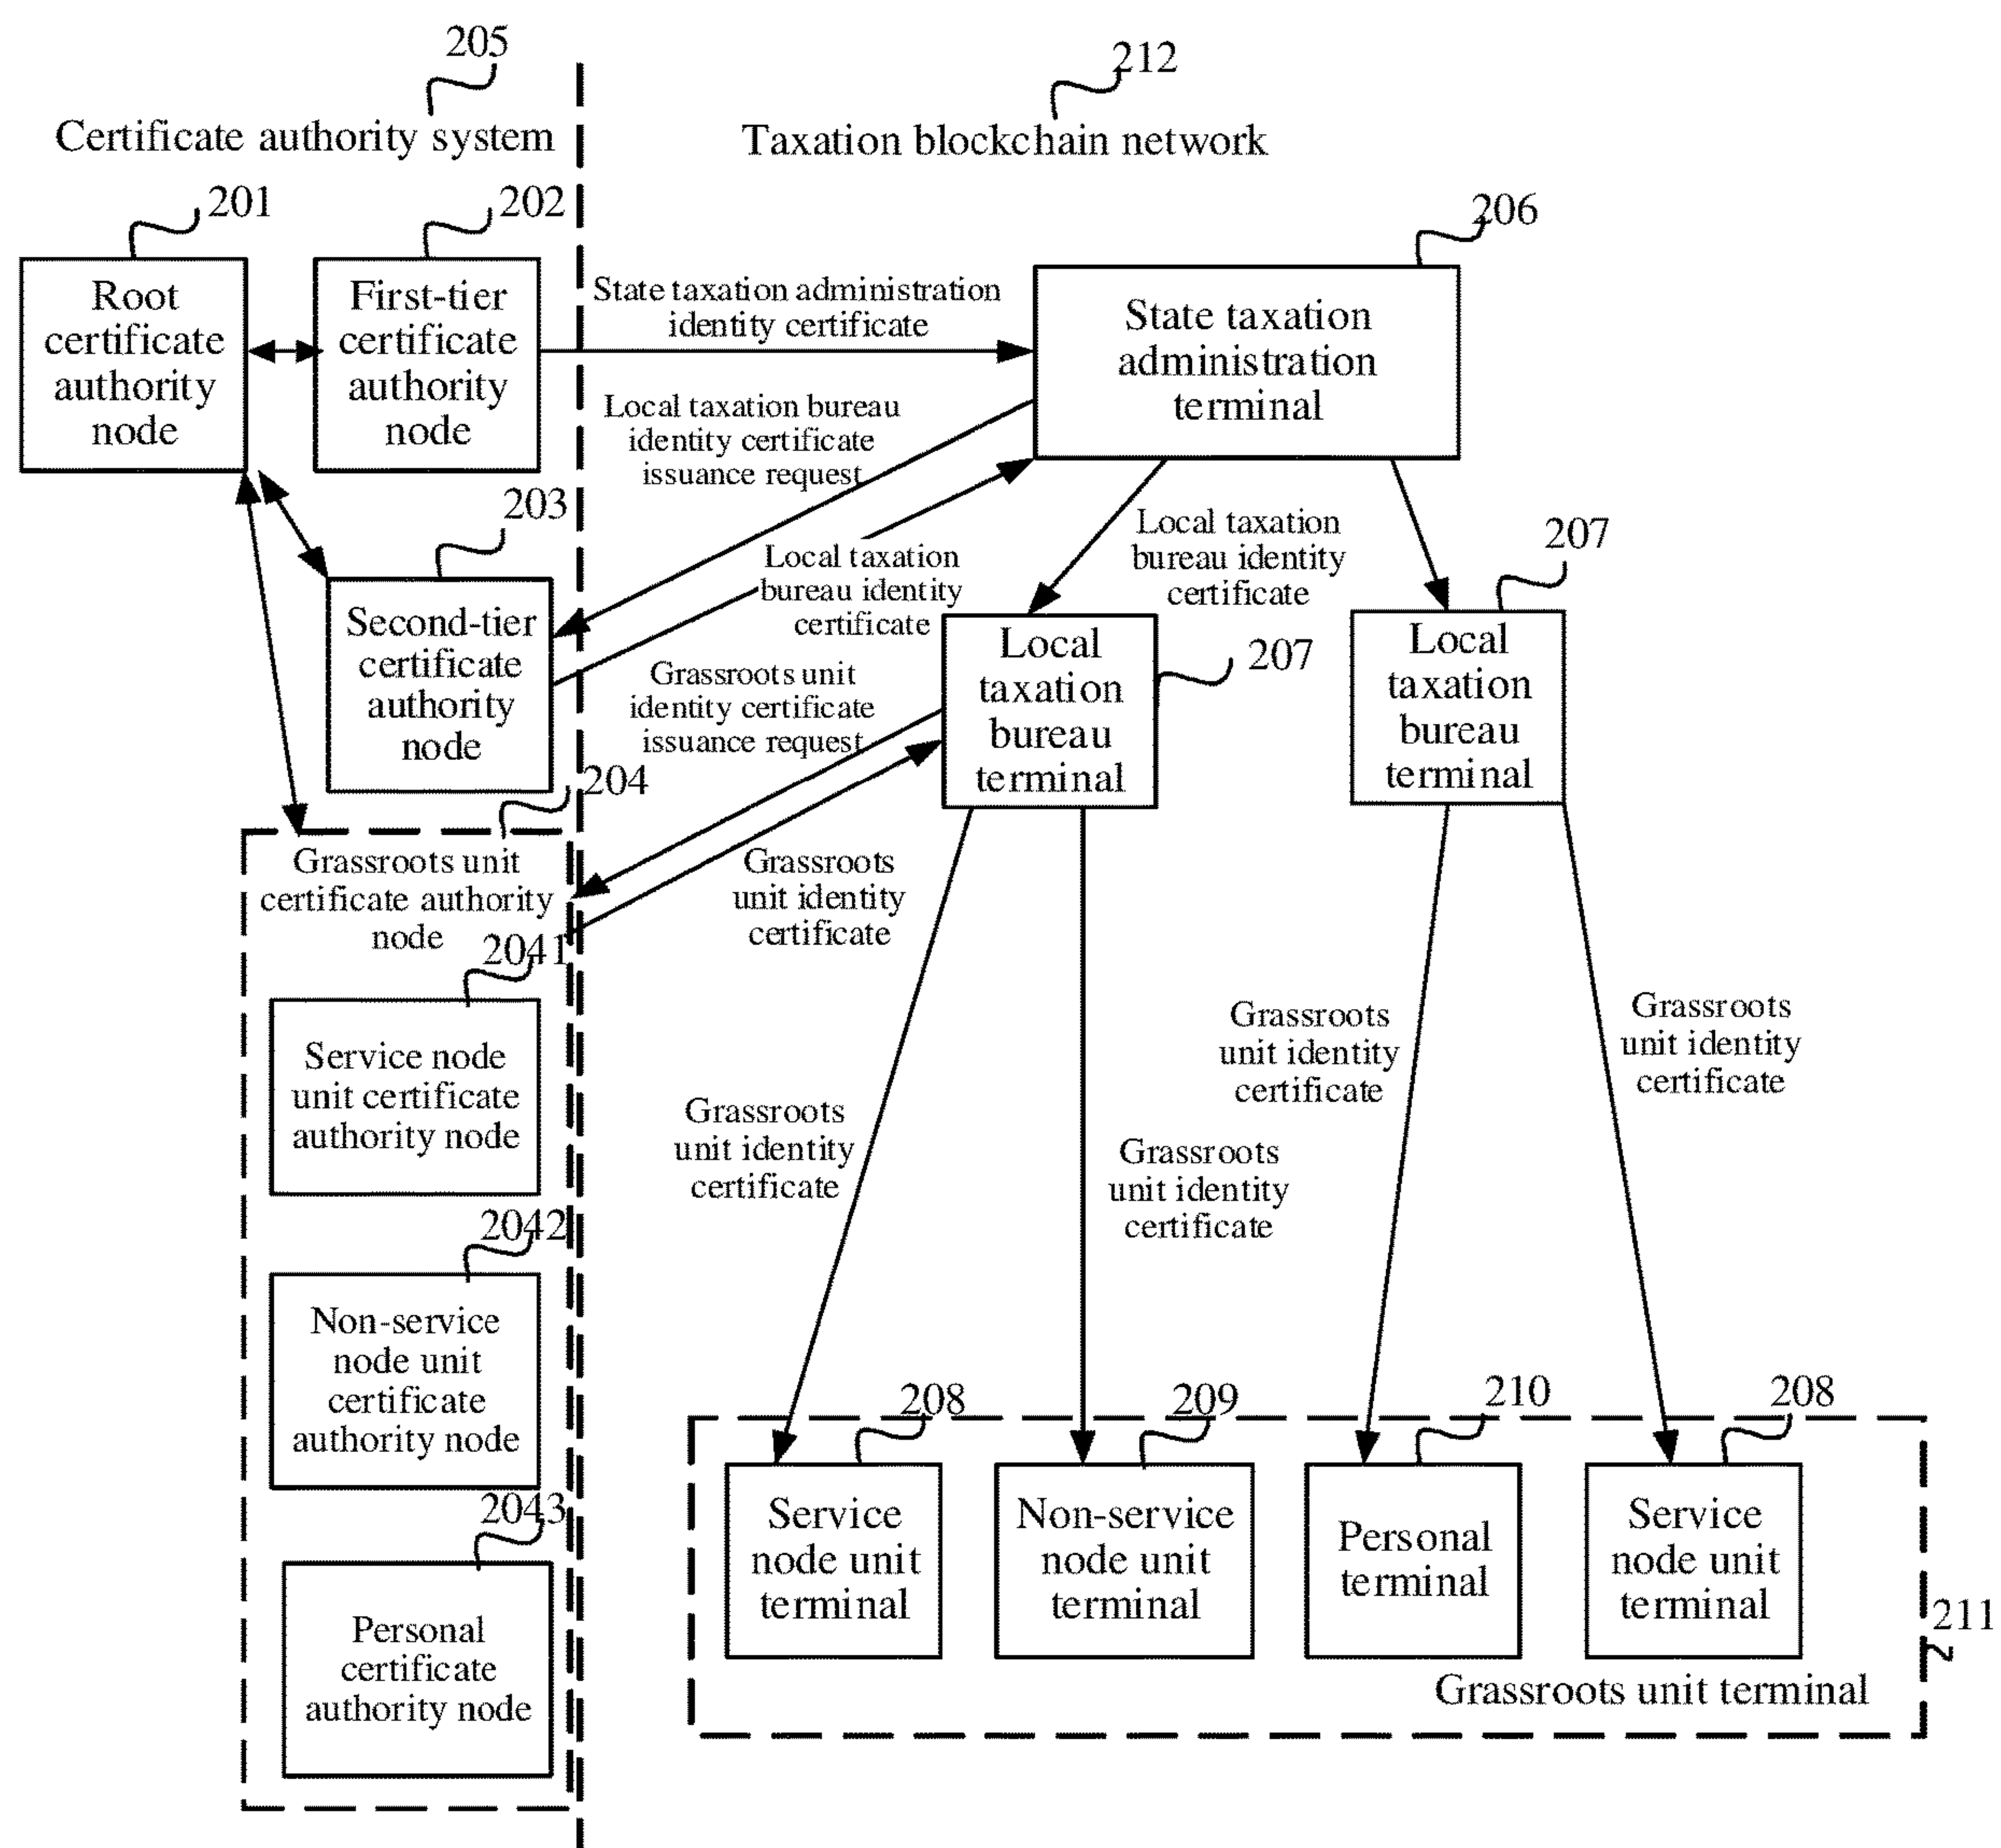 205
212
Certificate authority system
Taxation blockchain network
201
202
206
Root
certificate
authority
node
First-tier
certificate
authority
node
State taxation administration
identity certificate
State taxation
administration
terminal
Local taxation bureau
identity certificate
issuance request
203
Local taxation
bureau identity
certificate
Local taxation
bureau identity
certificate
207
Second-tier
certificate
authority
node
Local
taxation
bureau
terminal
207
Local
taxation
bureau
terminal
Grassroots unit
identity certificate
issuance request
204
Grassroots unit
certificate authority
node
Grassroots
unit identity
certificate
2041
Service node
unit certificate
authority node
Grassroots
unit identity
certificate
Grassroots
unit identity
certificate
Grassroots
unit identity
certificate
Grassroots
unit identity
certificate
2042
Non-service
node unit
certificate
authority node
208
209
210
208
2043
Personal
certificate
authority node
Service
node unit
terminal
Non-service
node unit
terminal
Personal
terminal
Service
node unit
terminal
211
Grassroots unit terminal